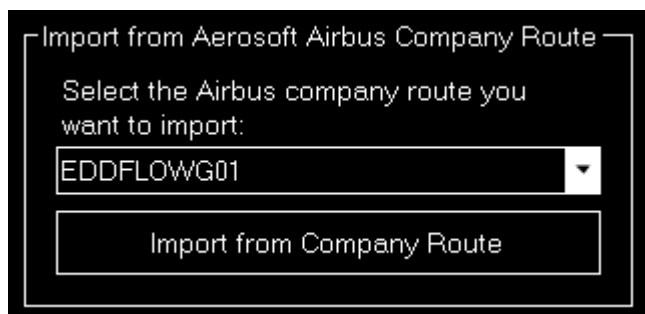 Import from Aerosoft Airbus Company Route
Select the Airbus company route you
want to import:
EDDFLOWG01
Import from Company Route